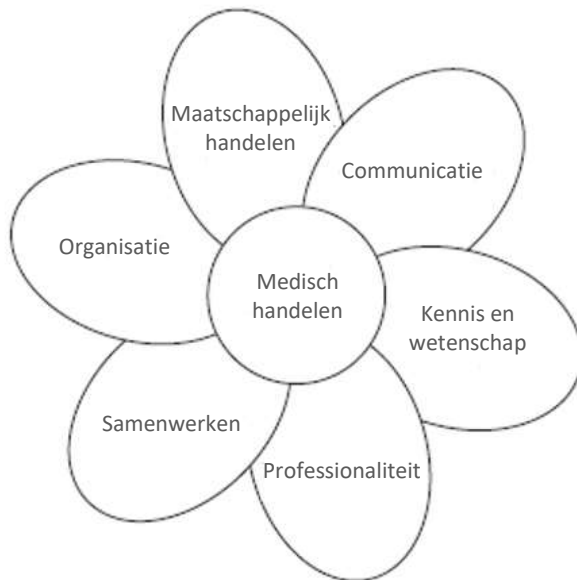 Maatschappelijk
handelen
Communicatie
Organisatie
Medisch
handelen
Kennis en
wetenschap
Samenwerken
Professionaliteit